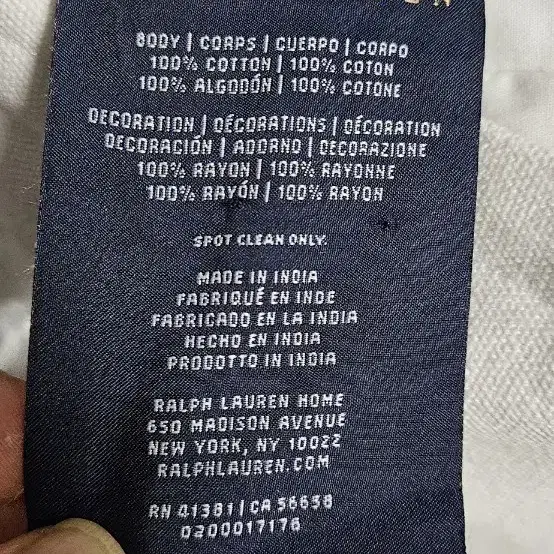 BODY | CORPS | CUERPO | CORPO
100% COTTON | 100% COTON
100% ALGODÓN | 100% COTONE
DECORATION | DÉCORATIONS | DÉCORATION
DECORACIÓN | ADORNO | DECORAZIONE
100% RAYON | 100% RAYONNE
100% RAYÓN | 100% RAYON
SPOT CLEAN ONLY.
MADE IN INDIA
FABRIQUÉ EN INDE
FABRICADO EN LA INDIA
HECHO EN INDIA
PRODOTTO IN INDIA
RALPH LAUREN HOME
650 MADISON AVENUE
NEW YORK, NY 10022
RALPHLAUREN.COM
RN 41381 | CA 56638
0200017176